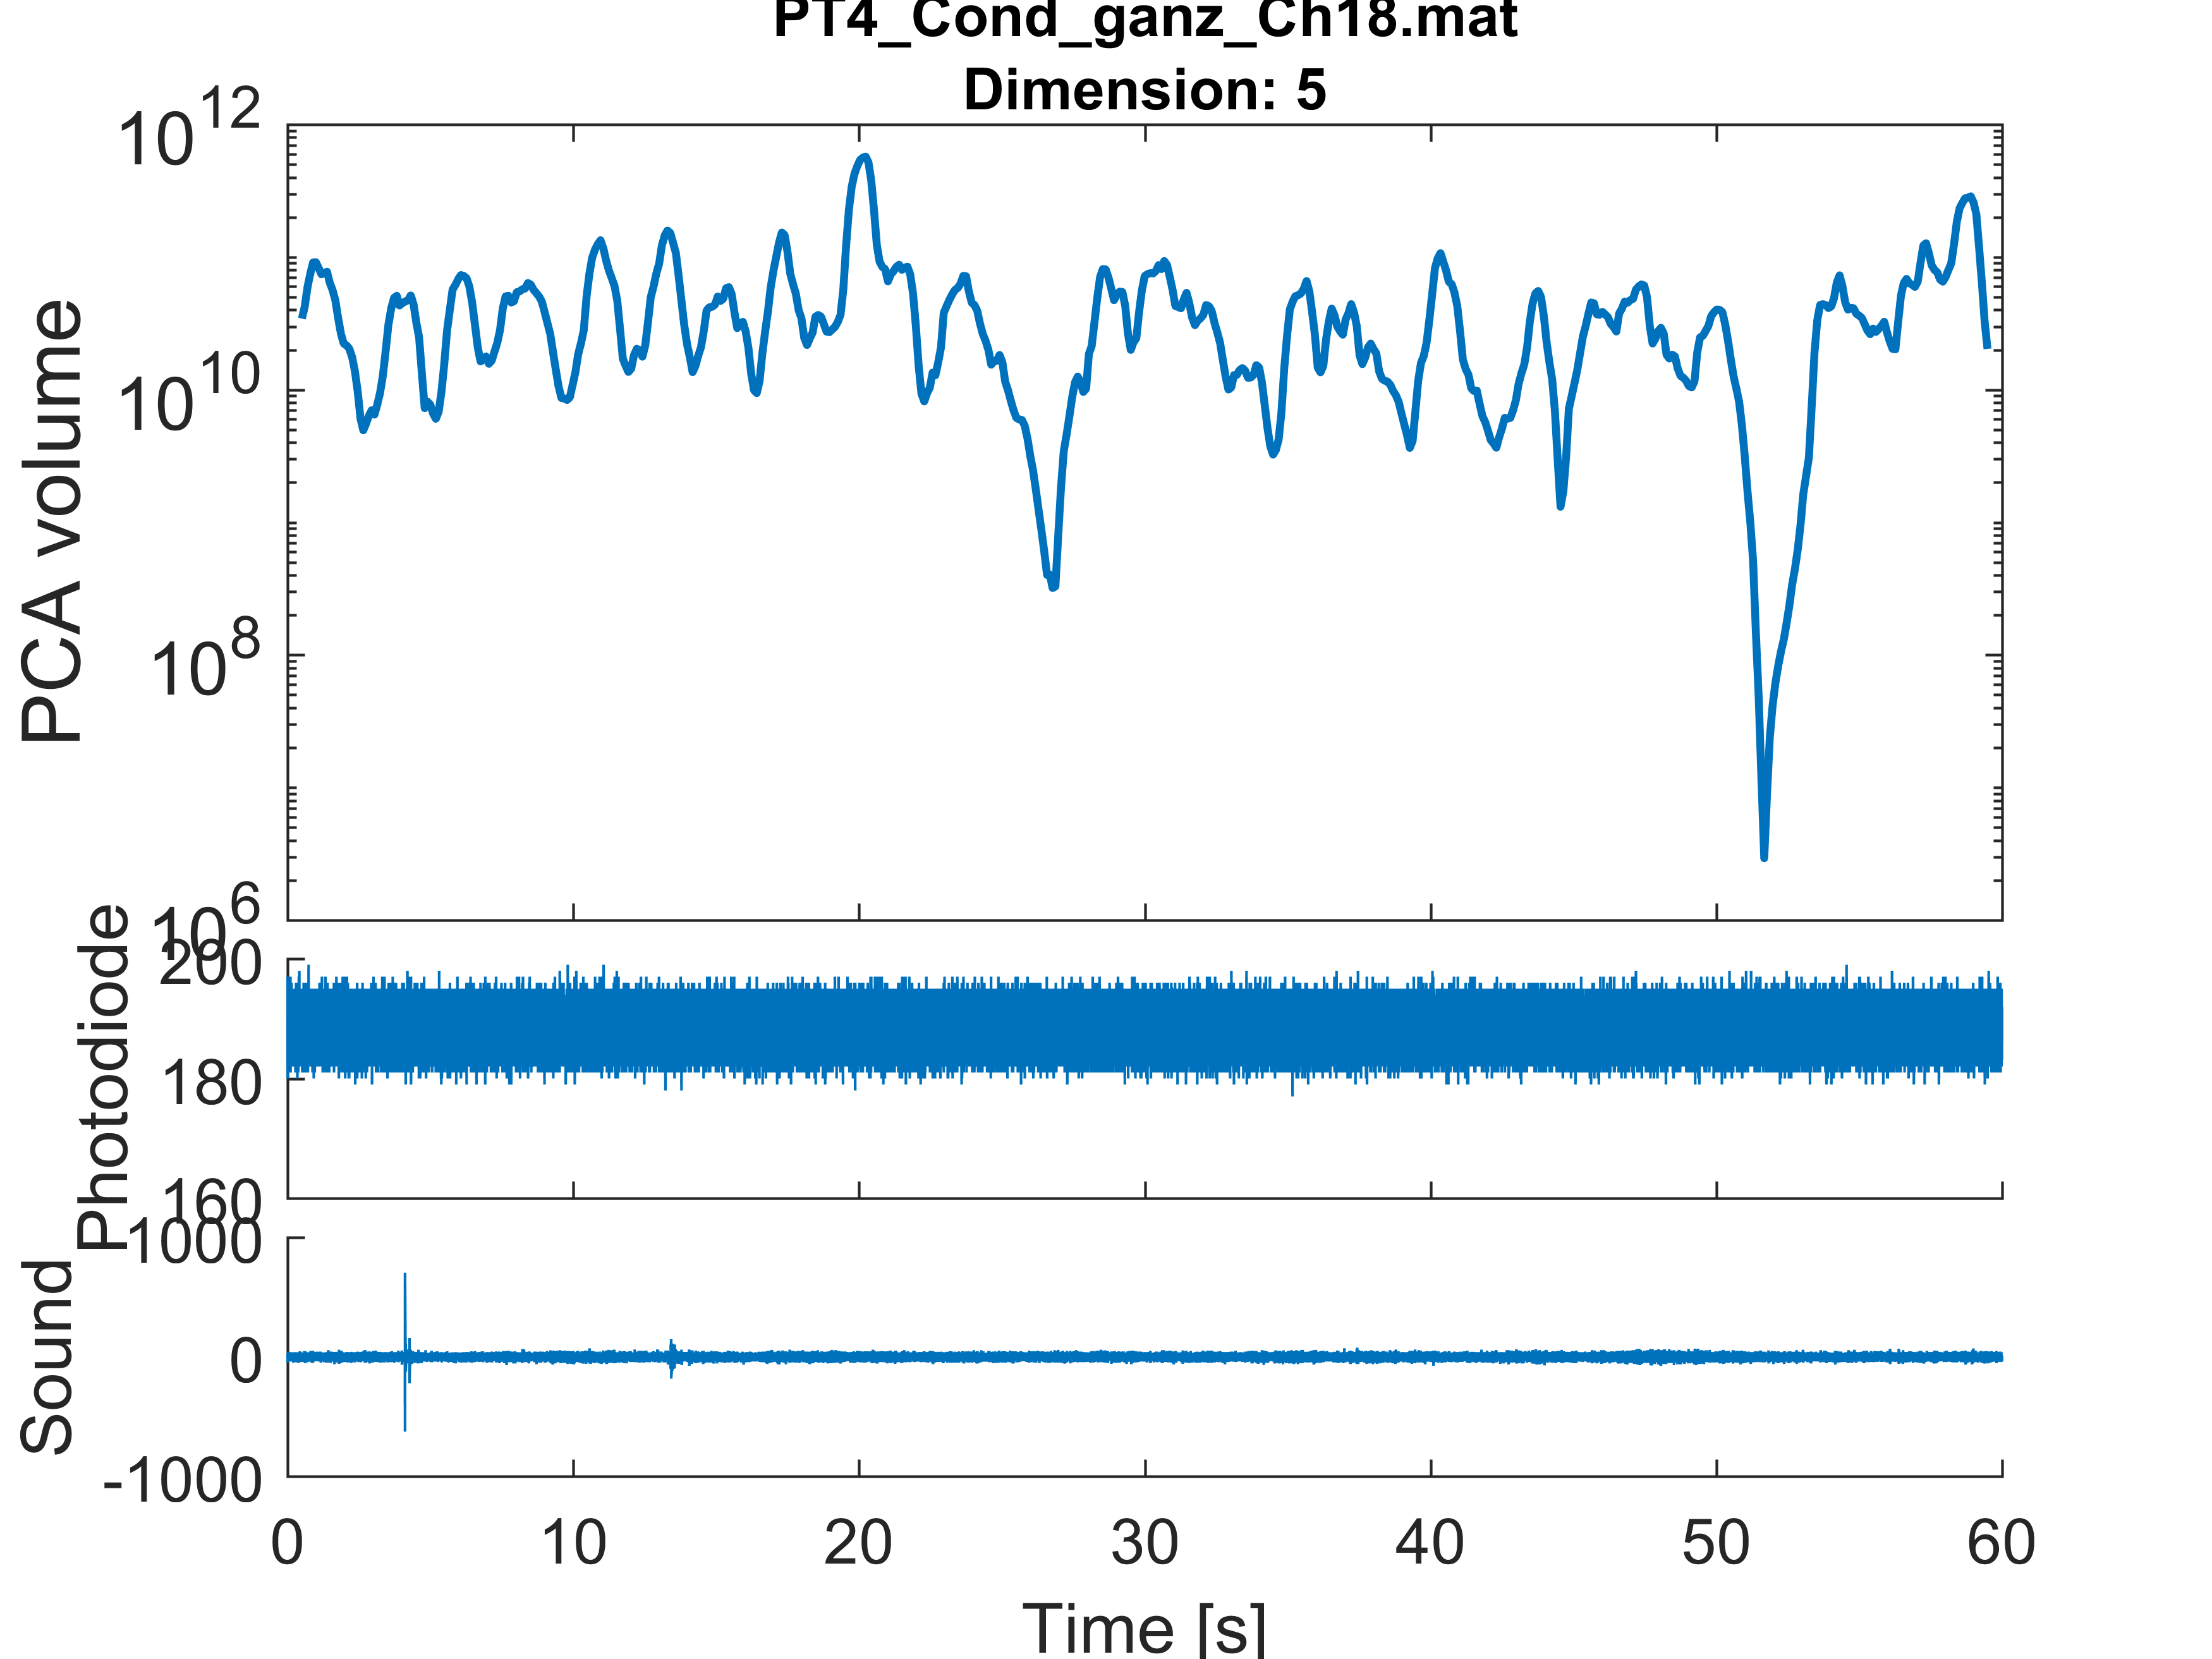 PT4_Cond_ganz_Ch18.mat
Dimension: 5
PCA volume
10^12
10^10
10^8
10^6
Photodiode
200
180
160
Sound
1000
0
-1000
0 10 20 30 40 50 60
Time [s]